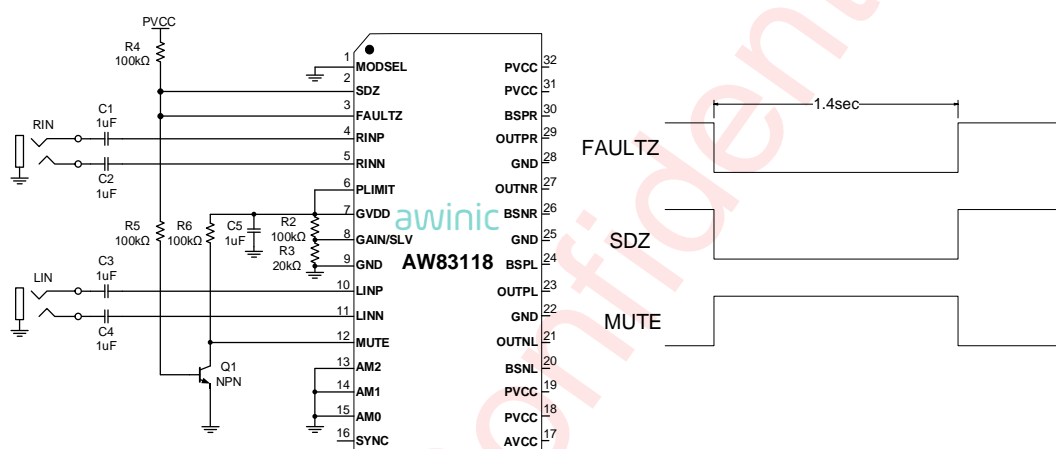 PVCC
R4
100kΩ
1
MODSEL
2
SDZ
3
FAULTZ
RIN
C1
1uF
4
RINP
5
RINN
C2
1uF
6
PLIMIT
7
GVDD
R5
100kΩ
R6
100kΩ
C5
1uF
R2
100kΩ
8
GAIN/SLV
R3
20kΩ
9
GND
LIN
C3
1uF
10
LINP
11
LINN
C4
1uF
12
MUTE
Q1
NPN
13
AM2
14
AM1
15
AM0
16
SYNC
awinic
AW83118
PVCC
32
PVCC
31
BSPR
30
OUTPR
29
GND
28
OUTNR
27
BSNR
26
GND
25
BSPL
24
OUTPL
23
GND
22
OUTNL
21
BSNL
20
PVCC
19
PVCC
18
AVCC
17
1.4sec
FAULTZ
SDZ
MUTE